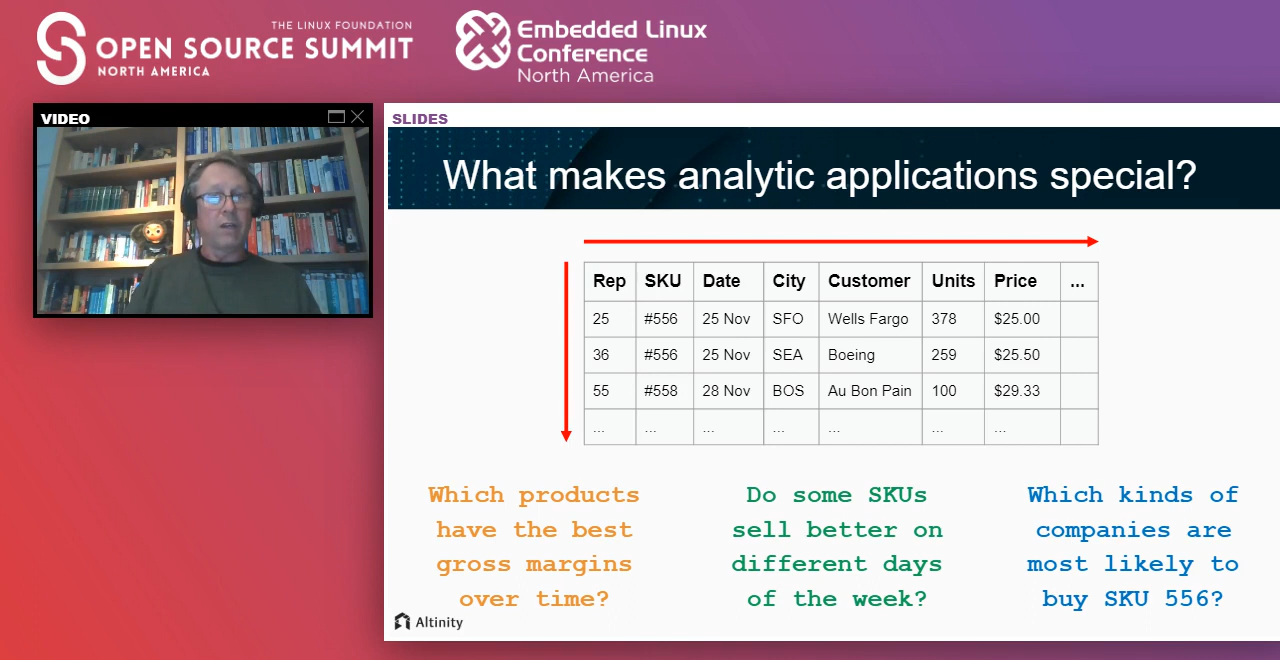 THE LINUX FOUNDATION
OPEN SOURCE SUMMIT
NORTH AMERICA
Embedded Linux
Conference
North America
VIDEO
SLIDES
What makes analytic applications special?
Rep SKU Date City Customer Units Price ...
25 #556 25 Nov SFO Wells Fargo 378 $25.00
36 #556 25 Nov SEA Boeing 259 $25.50
55 #558 28 Nov BOS Au Bon Pain 100 $29.33
... ... ... ... ... ... ...
Which products
have the best
gross margins
over time?
Do some SKUs
sell better on
different days
of the week?
Which kinds of
companies are
most likely to
buy SKU 556?
Altinity